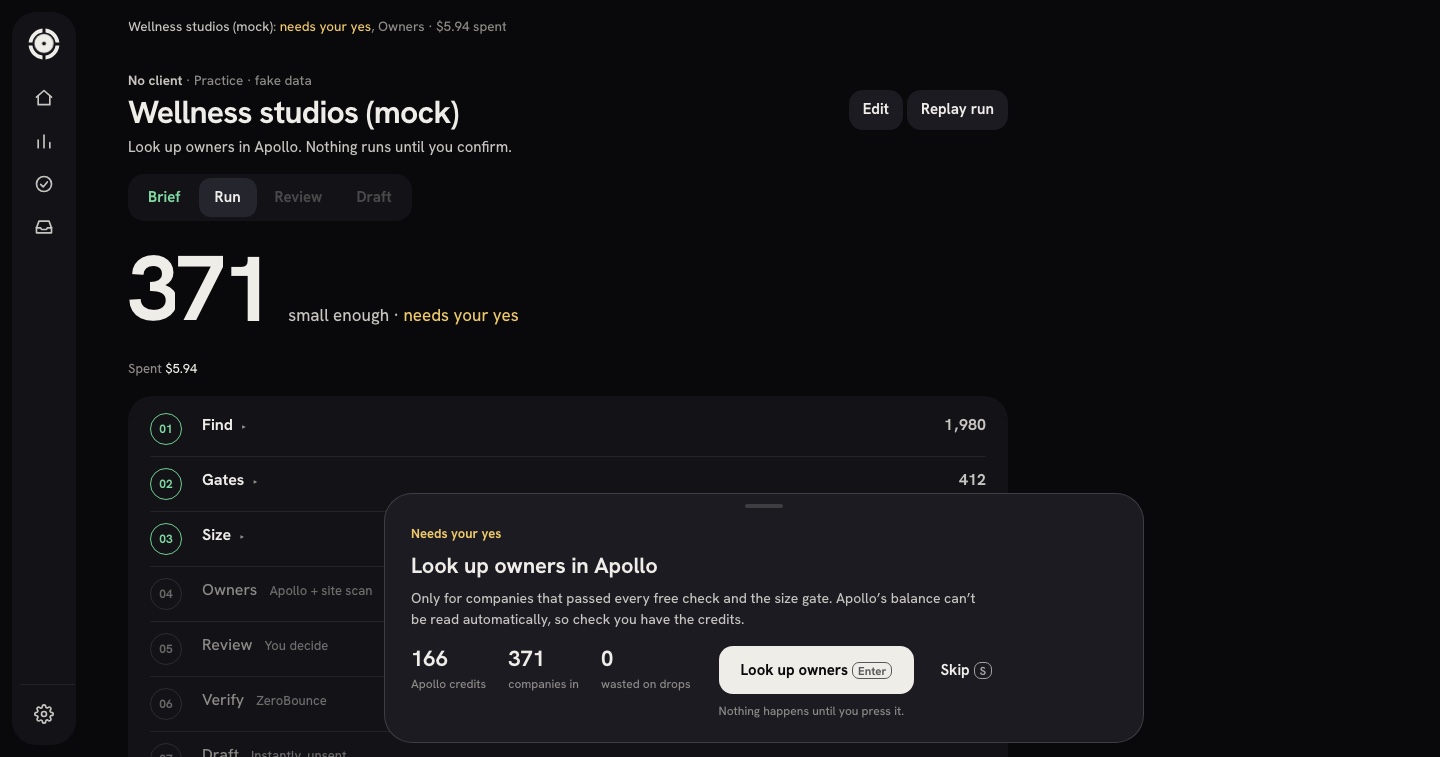 Wellness studios (mock): needs your yes, Owners · $5.94 spent
No client · Practice · fake data
Wellness studios (mock)
Edit
Replay run
Look up owners in Apollo. Nothing runs until you confirm.
Brief
Run
Review
Draft
371
small enough · needs your yes
Spent $5.94
01 Find 1,980
02 Gates 412
03 Size
04 Owners Apollo + site scan
05 Review You decide
06 Verify ZeroBounce
07 Draft Instantly, unsent
Needs your yes
Look up owners in Apollo
Only for companies that passed every free check and the size gate. Apollo’s balance can’t
be read automatically, so check you have the credits.
166 371 0
Apollo credits companies in wasted on drops
Look up owners Enter
Skip S
Nothing happens until you press it.